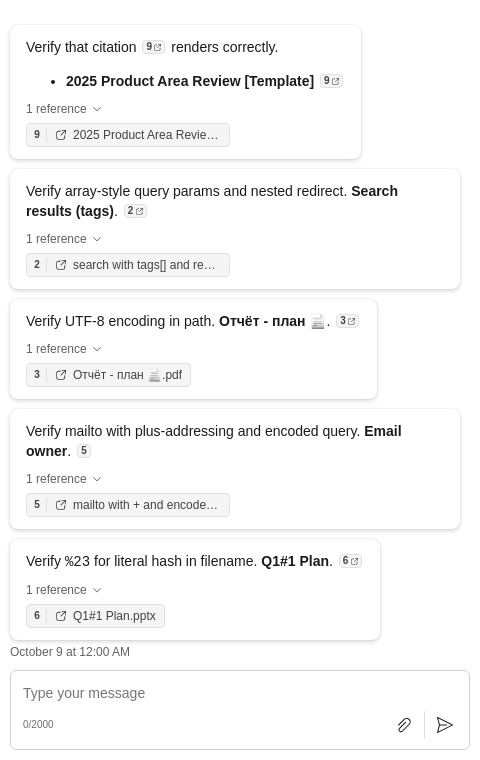 Verify that citation 9 renders correctly.
• 2025 Product Area Review [Template] 9
1 reference
9 2025 Product Area Revie...
Verify array-style query params and nested redirect. Search
results (tags). 2
1 reference
2 search with tags[] and re...
Verify UTF-8 encoding in path. Отчёт - план 📄. 3
1 reference
3 Отчёт - план 📄.pdf
Verify mailto with plus-addressing and encoded query. Email
owner. 5
1 reference
5 mailto with + and encode...
Verify %23 for literal hash in filename. Q1#1 Plan. 6
1 reference
6 Q1#1 Plan.pptx
October 9 at 12:00 AM
Type your message
0/2000